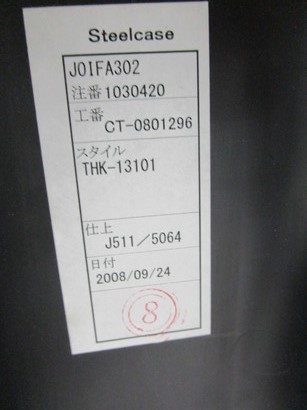 Steelcase
JOIFA302
注番1030420
工番
CT-0801296
スタイル
THK-13101
仕上
J511／5064
日付
2008/09/24
8